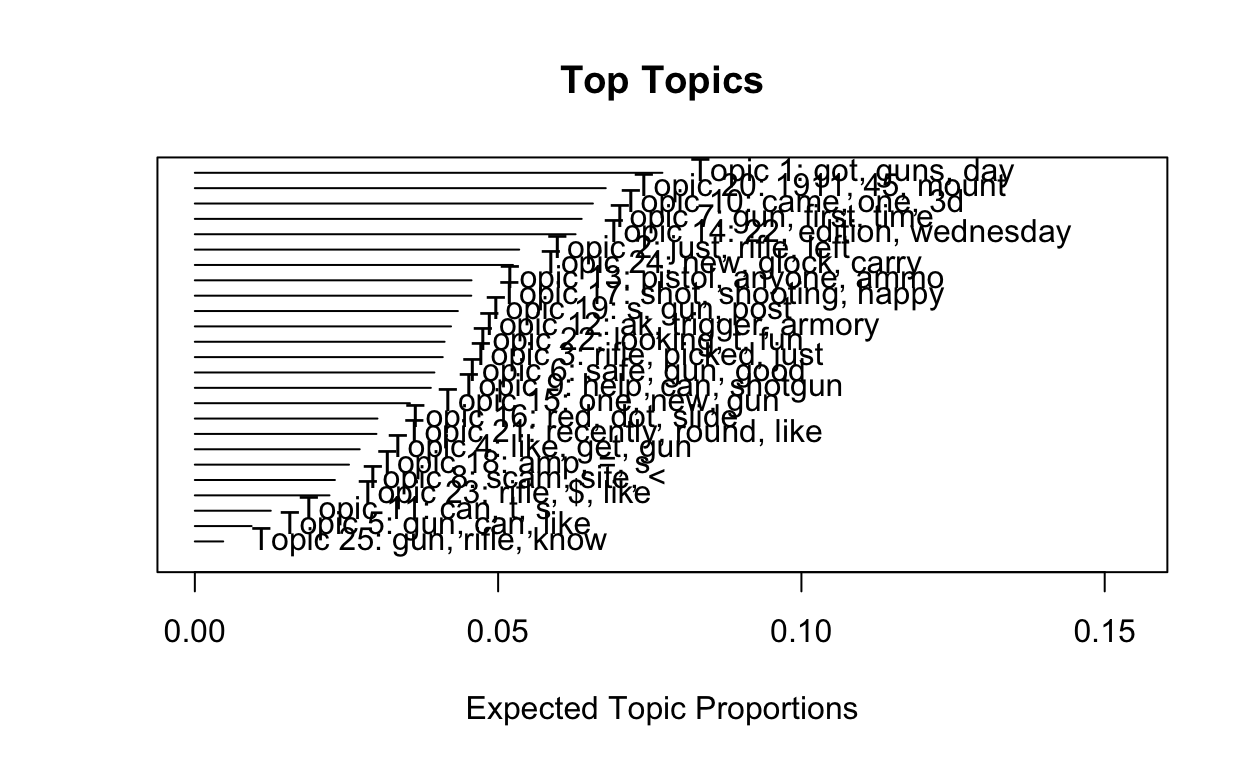 Top Topics
Topic 1: got, guns, day
Topic 20: 1911, 45, mount
Topic 10: came, one, 3d
Topic 7: gun, first, time
Topic 14: 22, edition, wednesday
Topic 2: just, rifle, left
Topic 24: new, glock, carry
Topic 13: pistol, anyone, ammo
Topic 17: shot, shooting, happy
Topic 19: s, gun, post
Topic 12: ak, trigger, armory
Topic 22: looking, t, fun
Topic 3: rifle, picked, just
Topic 6: safe, gun, good
Topic 9: help, can, shotgun
Topic 15: one, new, gun
Topic 16: red, dot, slide
Topic 21: recently, round, like
Topic 4: like, get, gun
Topic 18: amp, =, s
Topic 8: scam, site, <
Topic 23: rifle, $, like
Topic 11: can, t, s
Topic 5: gun, can, like
Topic 25: gun, rifle, know
0.00 0.05 0.10 0.15
Expected Topic Proportions